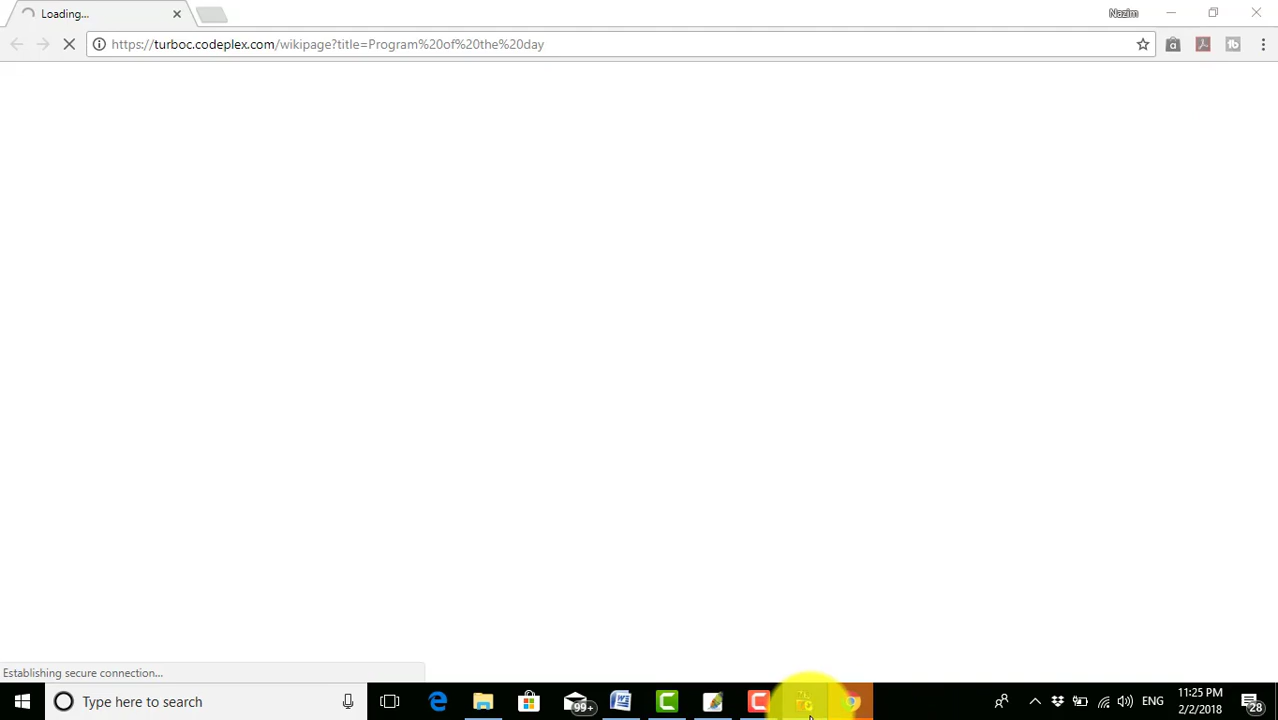 Loading...
Nazim
https://turboc.codeplex.com/wikipage?title=Program%20of%20the%20day
Establishing secure connection...
Type here to search
99+
ENG
11:25 PM
2/2/2018
28